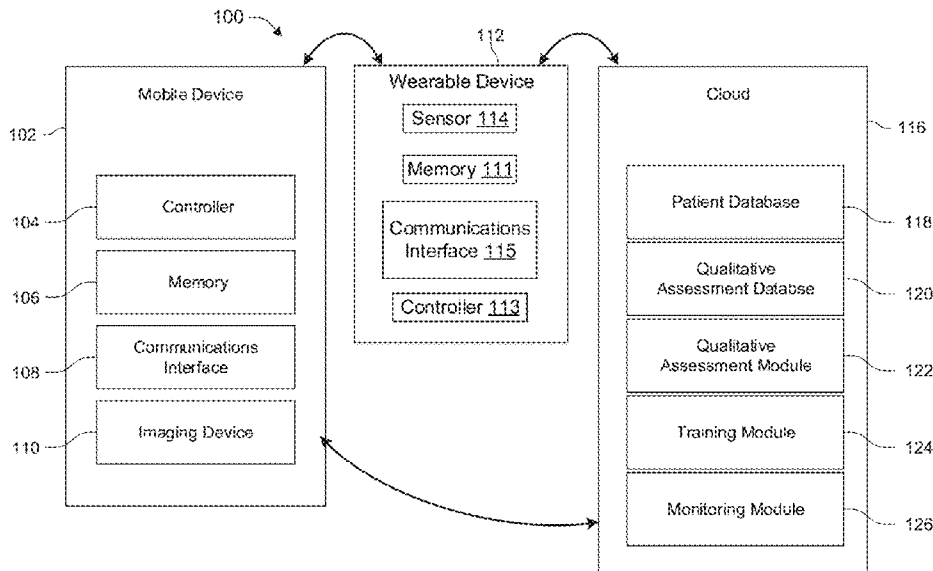 100
112
Mobile Device
Wearable Device
Cloud
Sensor 114
102
116
Memory 111
Controller
Patient Database
104
118
Communications
Interface 115
Memory
Qualitative
Assessment Databse
106
120
Controller 113
Communications
Interface
Qualitative
Assessment Module
108
122
Imaging Device
Training Module
110
124
Monitoring Module
126